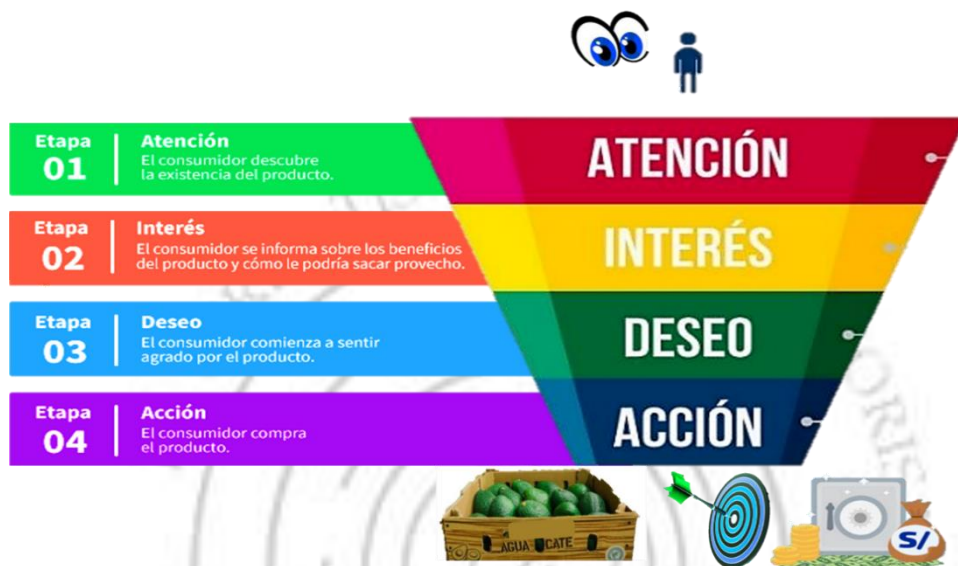 Etapa
01
Atención
El consumidor descubre
la existencia del producto.
ATENCIÓN
Etapa
02
Interés
El consumidor se informa sobre los beneficios
del producto y cómo le podría sacar provecho.
INTERÉS
Etapa
03
Deseo
El consumidor comienza a sentir
agrado por el producto.
DESEO
Etapa
04
Acción
El consumidor compra
el producto.
ACCIÓN
AGUA CATE
S/